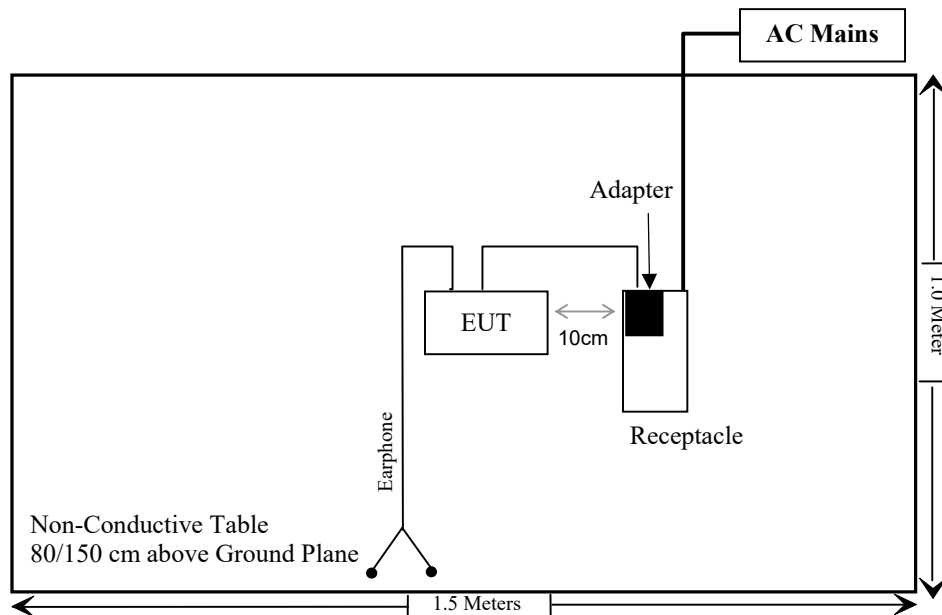 AC Mains
Adapter
EUT
10cm
1.0 Meter
Receptacle
Earphone
Non-Conductive Table
80/150 cm above Ground Plane
1.5 Meters